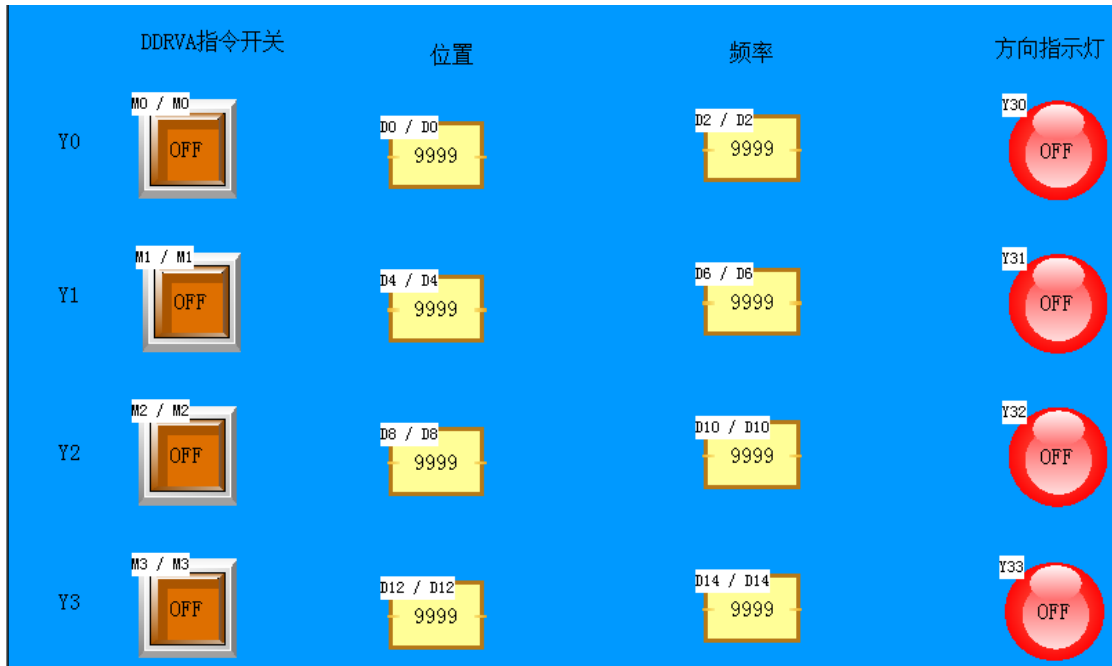 DDRVA指令开关
位置
频率
方向指示灯
Y0
M0 / M0
OFF
D0 / D0
9999
D2 / D2
9999
Y30
OFF
Y1
M1 / M1
OFF
D4 / D4
9999
D6 / D6
9999
Y31
OFF
Y2
M2 / M2
OFF
D8 / D8
9999
D10 / D10
9999
Y32
OFF
Y3
M3 / M3
OFF
D12 / D12
9999
D14 / D14
9999
Y33
OFF